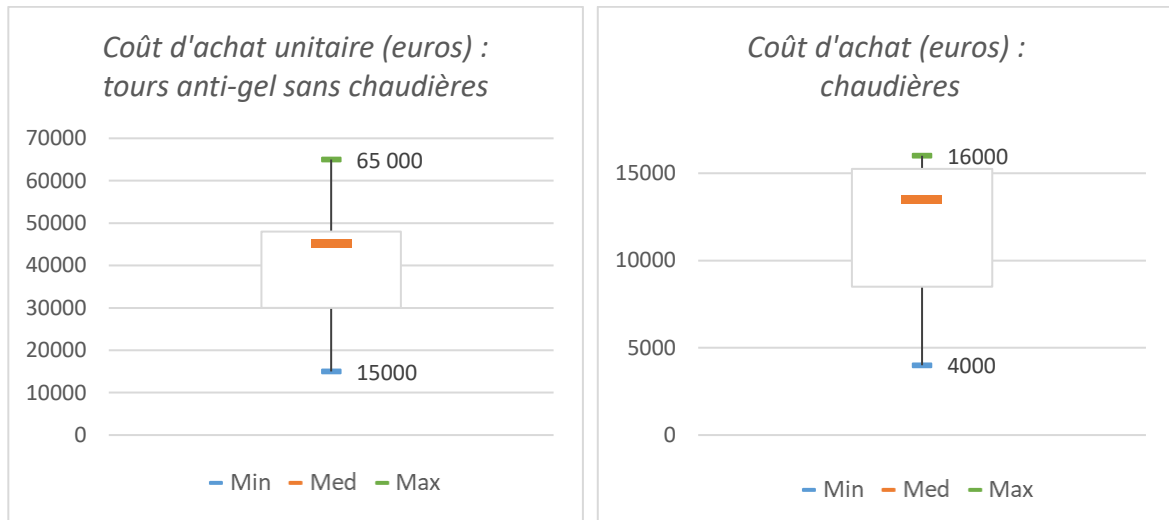 Coût d'achat unitaire (euros) :
tours anti-gel sans chaudières
70000
60000
50000
40000
30000
20000
10000
0
65 000
15000
Min Med Max
Coût d'achat (euros) :
chaudières
15000
10000
5000
0
16000
4000
Min Med Max